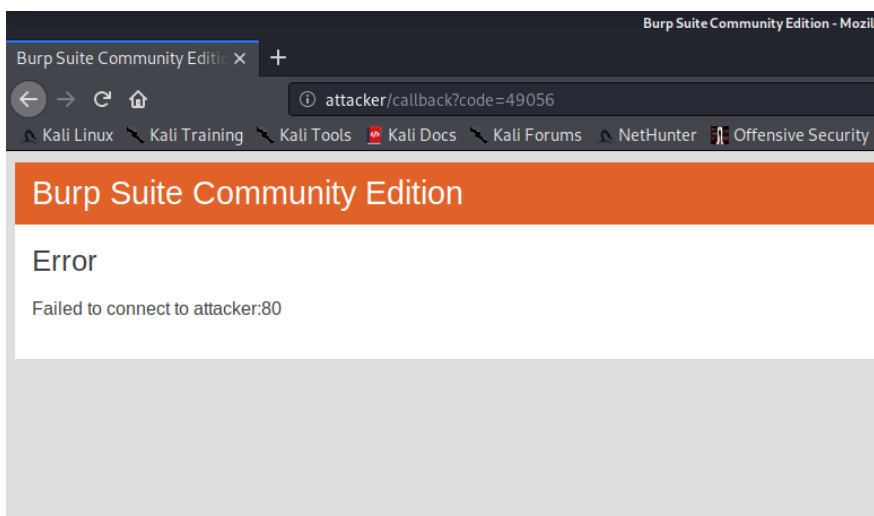 Burp Suite Community Edition - Mozil
Burp Suite Community Editic
attacker/callback?code=49056
Kali Linux Kali Training Kali Tools Kali Docs Kali Forums NetHunter Offensive Security
Burp Suite Community Edition
Error
Failed to connect to attacker:80